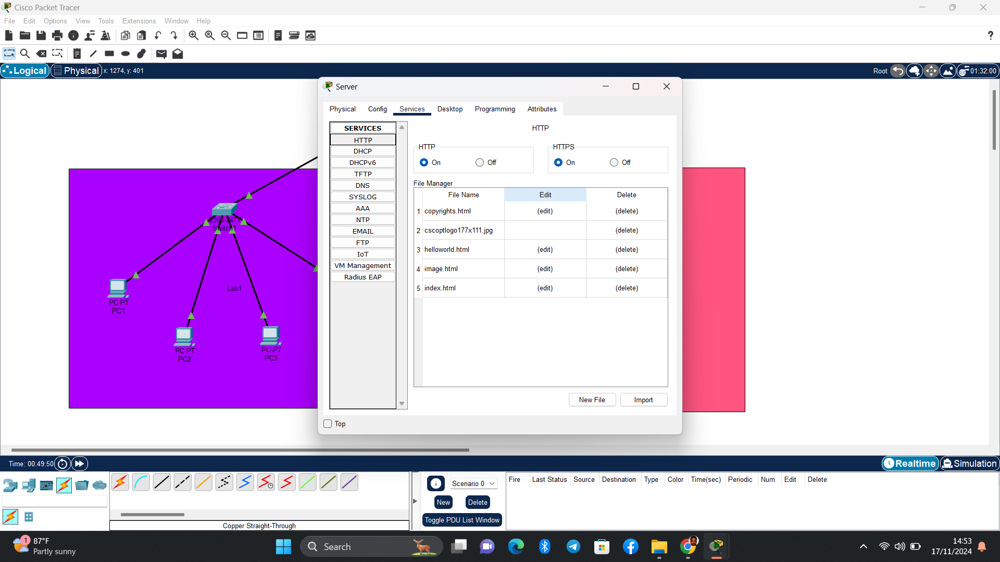 Cisco Packet Tracer
File Edit Options View Tools Extensions Window Help
?
Logical Physical x: 1274, y: 401
Root 01:32:00
Server
Physical Config Services Desktop Programming Attributes
SERVICES
HTTP
DHCP
DHCPv6
TFTP
DNS
SYSLOG
AAA
NTP
EMAIL
FTP
IoT
VM Management
Radius EAP
HTTP
HTTP HTTPS
On Off On Off
File Manager
File Name Edit Delete
1 copyrights.html (edit) (delete)
2 cscoptlogo177x111.jpg (delete)
3 helloworld.html (edit) (delete)
4 image.html (edit) (delete)
5 index.html (edit) (delete)
New File Import
Top
2960-24TT
Switch1
Lab1
PC-PT
PC1
PC-PT
PC2
PC-PT
PC3
Time: 00:49:50
Realtime Simulation
Scenario 0
New Delete
Toggle PDU List Window
Fire Last Status Source Destination Type Color Time(sec) Periodic Num Edit Delete
Copper Straight-Through
1
87°F
Partly sunny
Search
14:53
17/11/2024